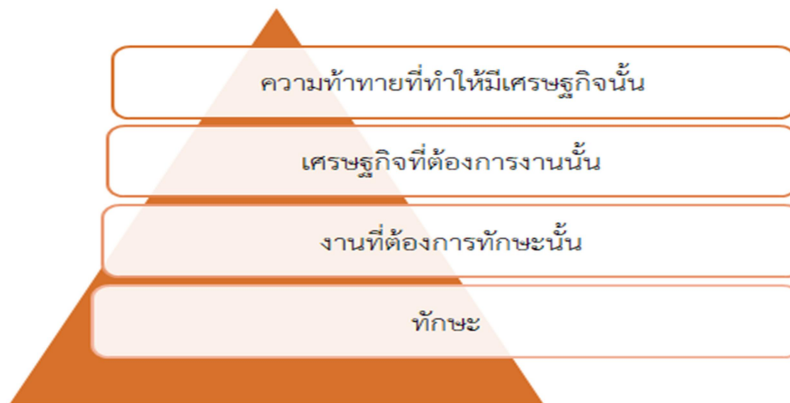 ความท้าทายที่ทำให้มีเศรษฐกิจนั้น
เศรษฐกิจที่ต้องการงานนั้น
งานที่ต้องการทักษะนั้น
ทักษะ